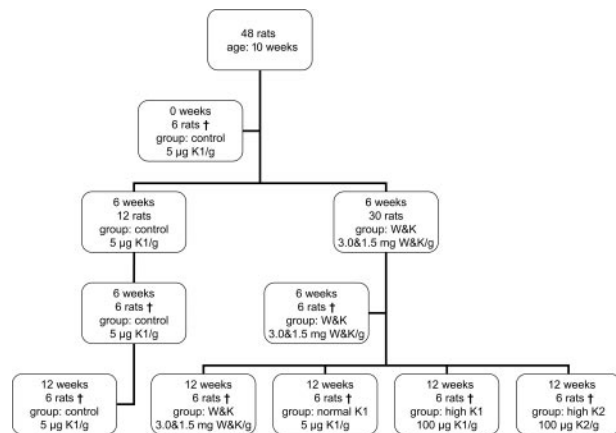 48 rats
age: 10 weeks
0 weeks
6 rats †
group: control
5 µg K1/g
6 weeks
12 rats
group: control
5 µg K1/g
6 weeks
30 rats
group: W&K
3.0&1.5 mg W&K/g
6 weeks
6 rats †
group: control
5 µg K1/g
6 weeks
6 rats †
group: W&K
3.0&1.5 mg W&K/g
12 weeks
6 rats †
group: control
5 µg K1/g
12 weeks
6 rats †
group: W&K
3.0&1.5 mg W&K/g
12 weeks
6 rats †
group: normal K1
5 µg K1/g
12 weeks
6 rats †
group: high K1
100 µg K1/g
12 weeks
6 rats †
group: high K2
100 µg K2/g